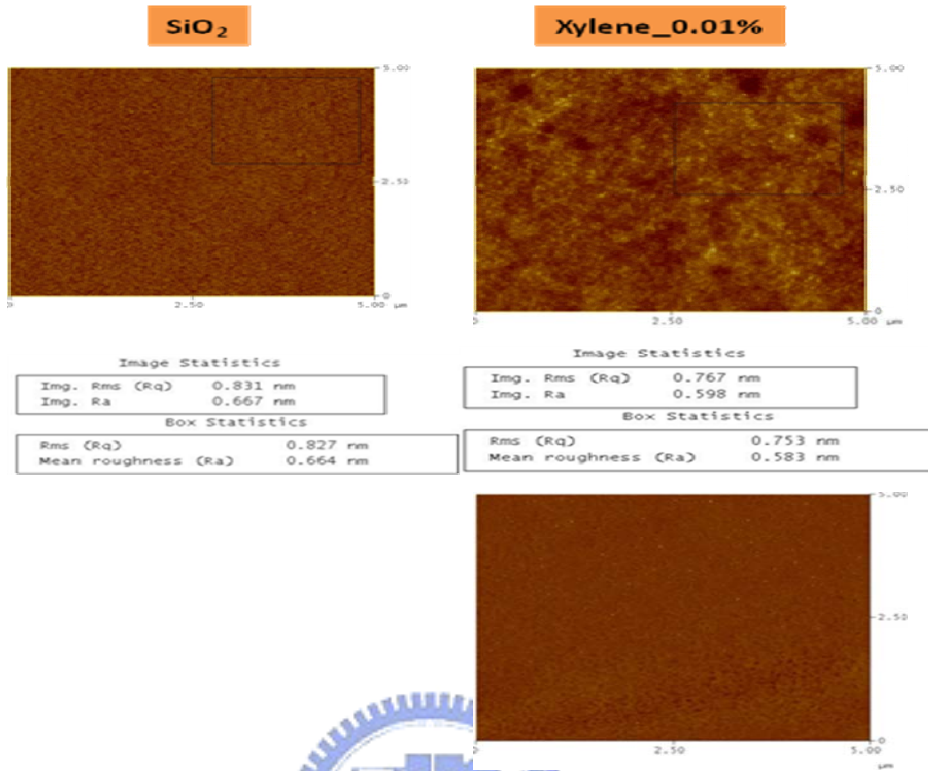 SiO₂
5.00
2.50
0
0
2.50
5.00 µm
Image Statistics
Img. Rms (Rq) 0.831 nm
Img. Ra 0.667 nm
Box Statistics
Rms (Rq) 0.827 nm
Mean roughness (Ra) 0.664 nm
Xylene_0.01%
5.00
2.50
0
0
2.50
5.00 µm
Image Statistics
Img. Rms (Rq) 0.767 nm
Img. Ra 0.598 nm
Box Statistics
Rms (Rq) 0.753 nm
Mean roughness (Ra) 0.583 nm
5.00
2.50
0
0
2.50
5.00
µm